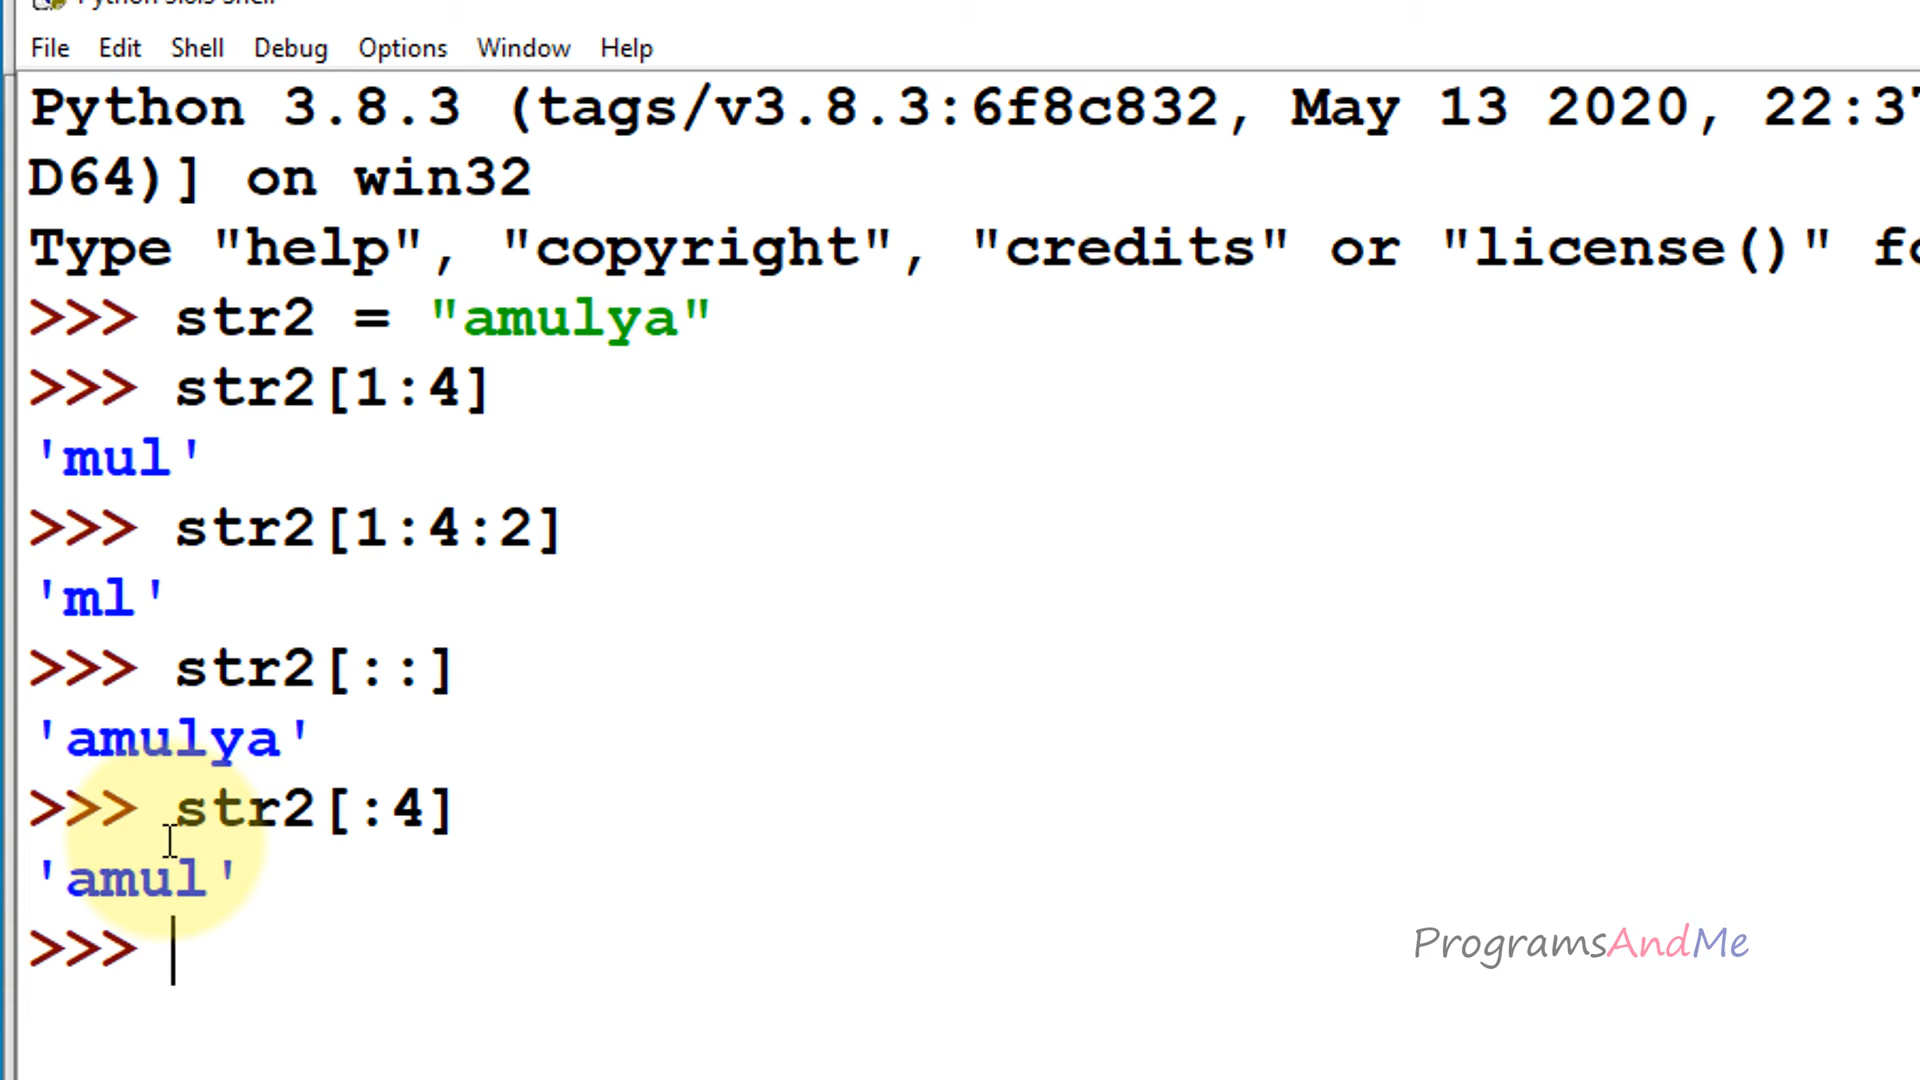 File Edit Shell Debug Options Window Help
Python 3.8.3 (tags/v3.8.3:6f8c832, May 13 2020, 22:37
D64)] on win32
Type "help", "copyright", "credits" or "license()" fo
>>> str2 = "amulya"
>>> str2[1:4]
'mul'
>>> str2[1:4:2]
'ml'
>>> str2[::]
'amulya'
>>> str2[:4]
'amul'
>>>
ProgramsAndMe